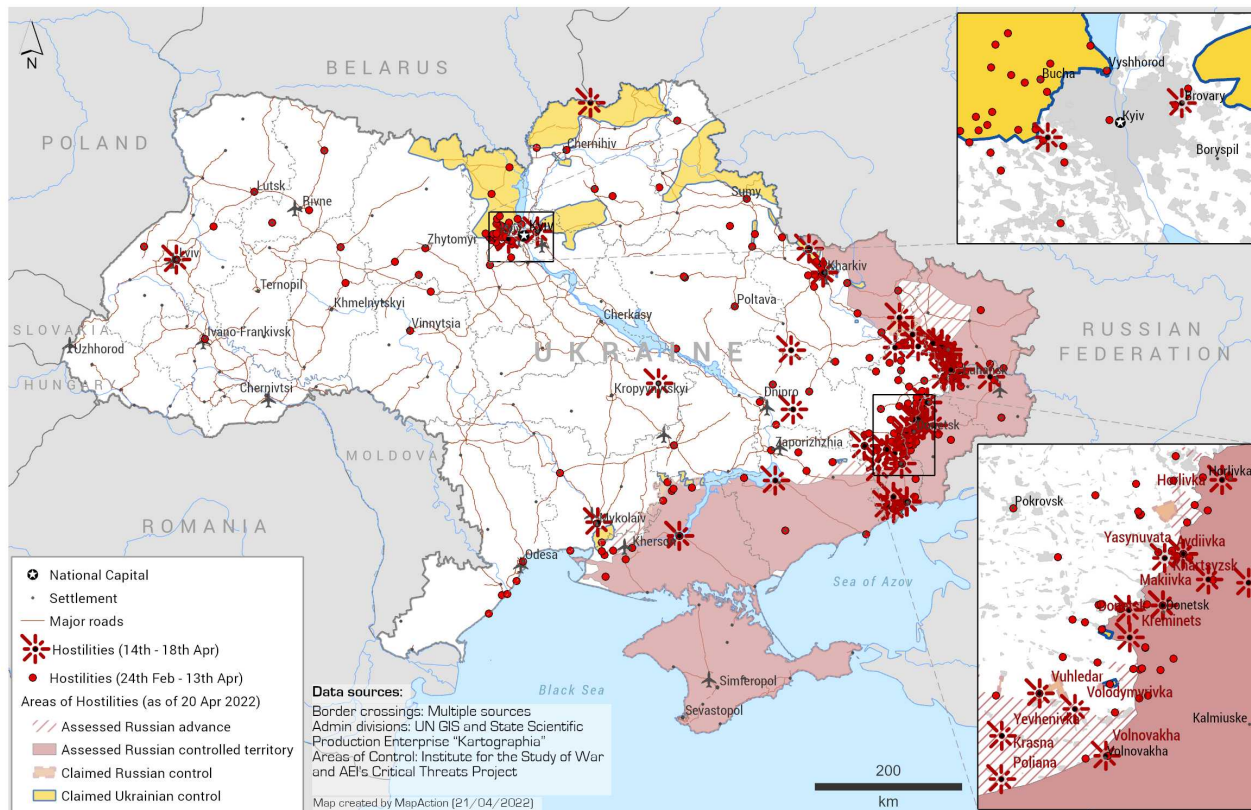 N
BELARUS
POLAND
Chernihiv
Lutsk
Rivne
Sumy
Kyiv
Zhytomyr
Lviv
Kharkiv
Ternopil
Khmelnytskyi
Poltava
SLOVAKIA
Ivano-Frankivsk
Vinnytsia
Cherkasy
RUSSIAN
FEDERATION
Uzhhorod
UKRAINE
Luhansk
HUNGARY
Chernivtsi
Kropyvnytskyi
Dnipro
Donetsk
Zaporizhzhia
MOLDOVA
ROMANIA
Mykolaiv
Kherson
Odesa
Sea of Azov
Black Sea
Simferopol
Sevastopol
Vyshhorod
Bucha
Brovary
Kyiv
Boryspil
Horlivka
Horlivka
Pokrovsk
Yasynuvata
Avdiivka
Khartsyzsk
Makiivka
Donetsk
Donetsk
Kreminets
Vuhledar
Volodymyrivka
Yevhenivka
Kalmiuske
Krasna
Poliana
Volnovakha
Volnovakha
National Capital
Settlement
Major roads
Hostilities (14th - 18th Apr)
Hostilities (24th Feb - 13th Apr)
Areas of Hostilities (as of 20 Apr 2022)
Assessed Russian advance
Assessed Russian controlled territory
Claimed Russian control
Claimed Ukrainian control
Data sources:
Border crossings: Multiple sources
Admin divisions: UN GIS and State Scientific
Production Enterprise “Kartographia”
Areas of Control: Institute for the Study of War
and AEI's Critical Threats Project
Map created by MapAction (21/04/2022)
200
km